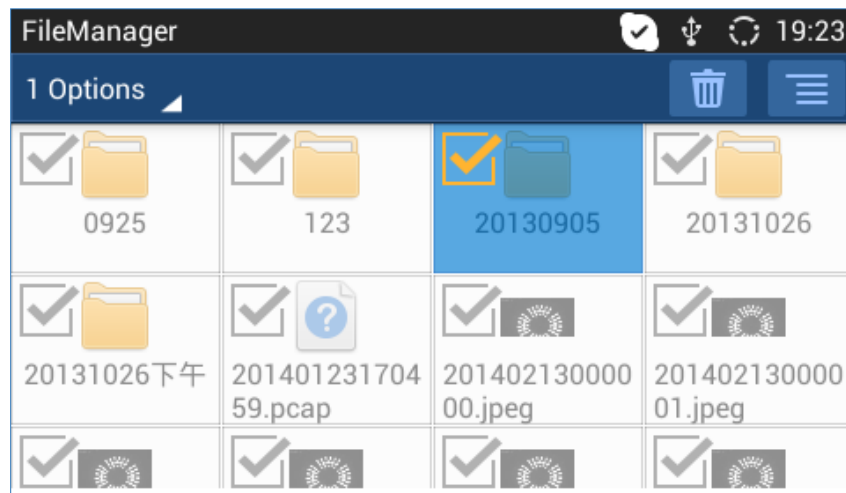 FileManager 19:23
1 Options
0925 123 20130905 20131026
20131026下午 201401231704 201402130000 201402130000
59.pcap 00.jpeg 01.jpeg